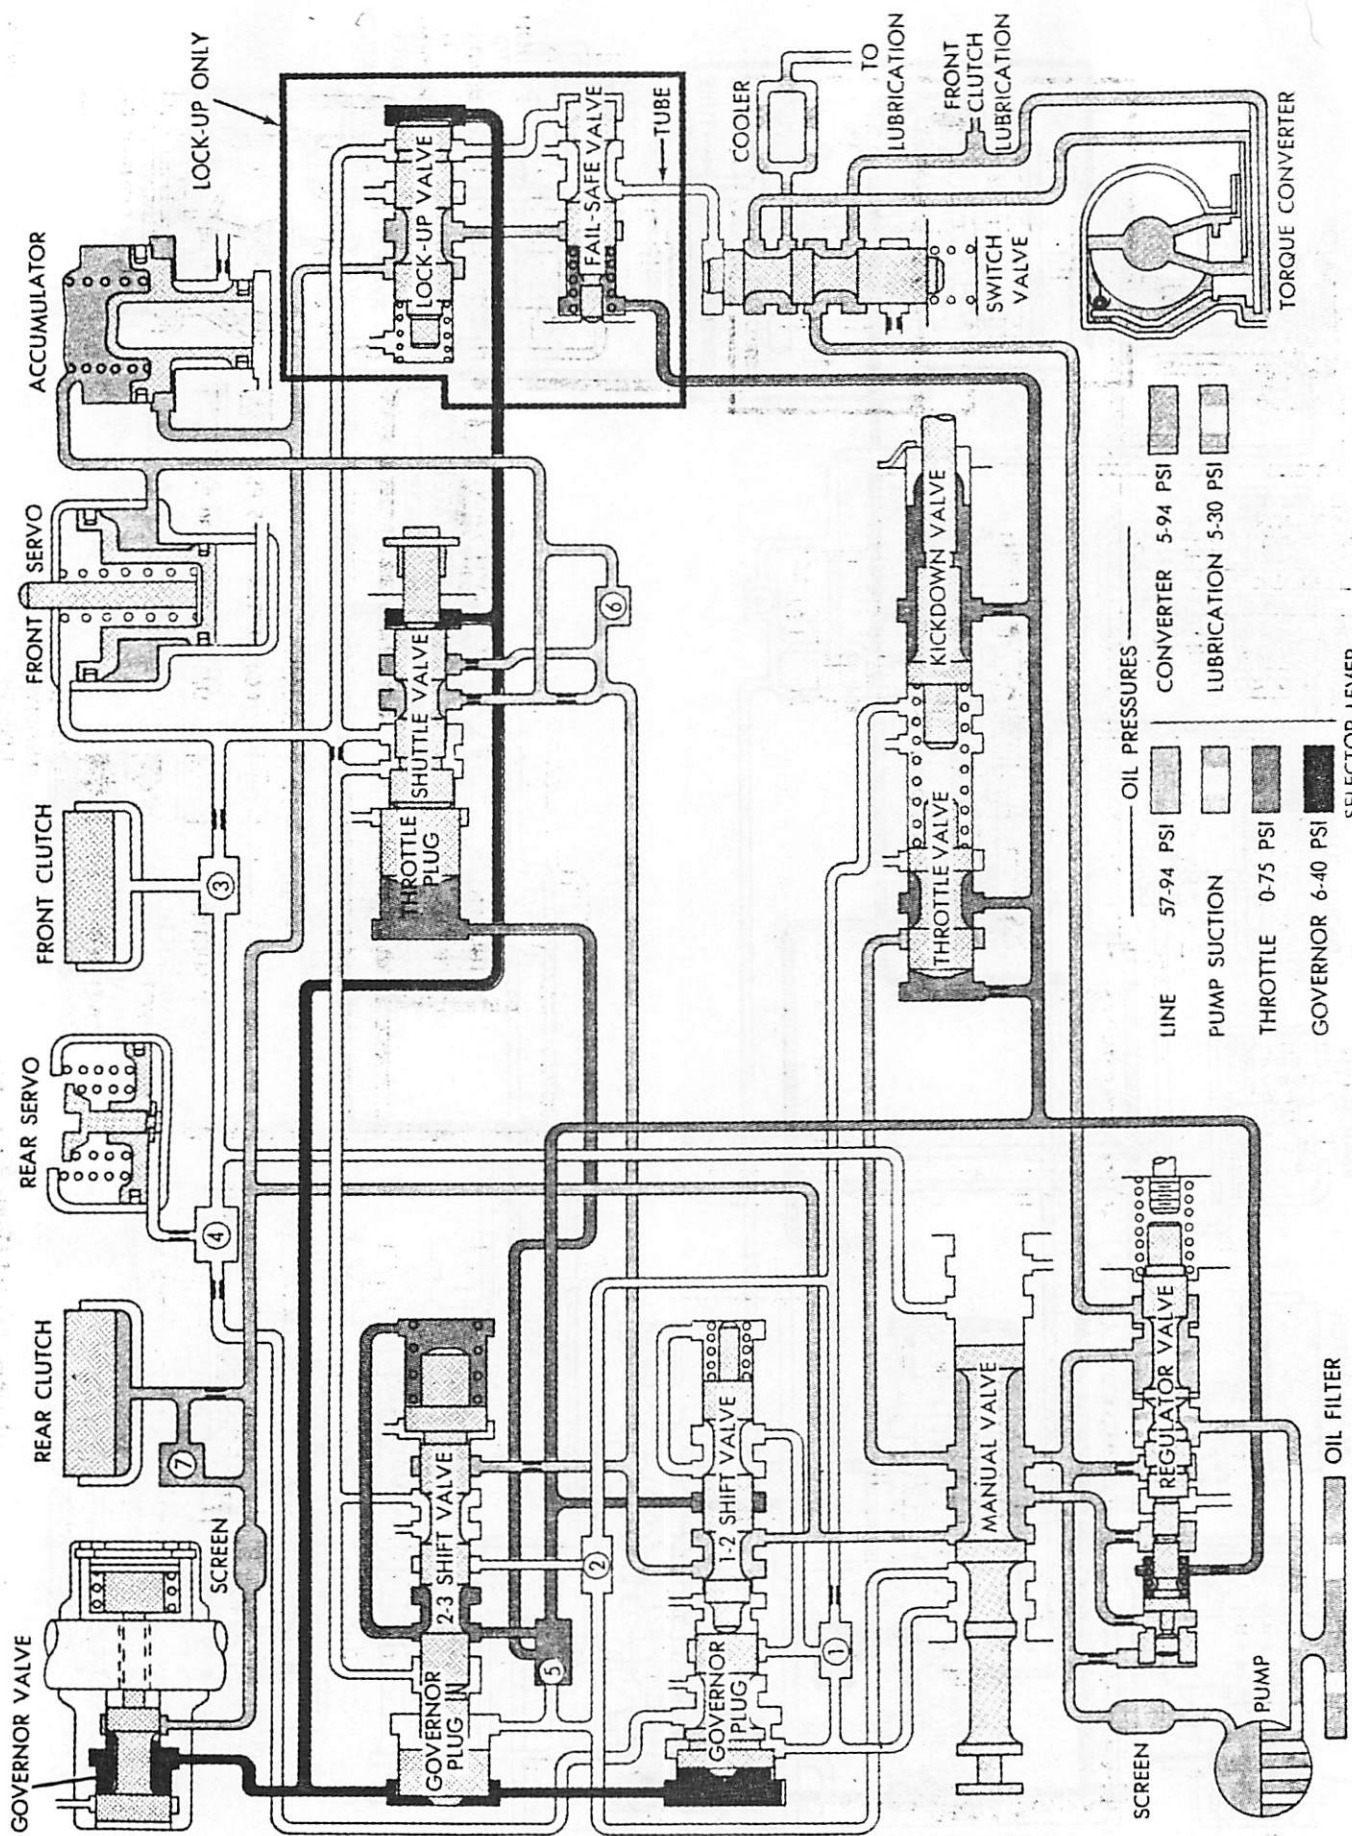 GOVERNOR VALVE
REAR CLUTCH
REAR SERVO
FRONT CLUTCH
FRONT SERVO
ACCUMULATOR
LOCK-UP ONLY
SCREEN
7
4
3
GOVERNOR
PLUG
2-3 SHIFT VALVE
THROTTLE
PLUG
SHUTTLE VALVE
LOCK-UP VALVE
5
2
6
FAIL-SAFE VALVE
TUBE
GOVERNOR
PLUG
1-2 SHIFT VALVE
1
COOLER
TO
LUBRICATION
FRONT
CLUTCH
LUBRICATION
MANUAL VALVE
THROTTLE VALVE
KICKDOWN VALVE
SWITCH
VALVE
SCREEN
REGULATOR VALVE
PUMP
OIL FILTER
TORQUE CONVERTER
OIL PRESSURES
LINE 57-94 PSI
PUMP SUCTION
THROTTLE 0-75 PSI
GOVERNOR 6-40 PSI
CONVERTER 5-94 PSI
LUBRICATION 5-30 PSI
SELECTOR LEVER